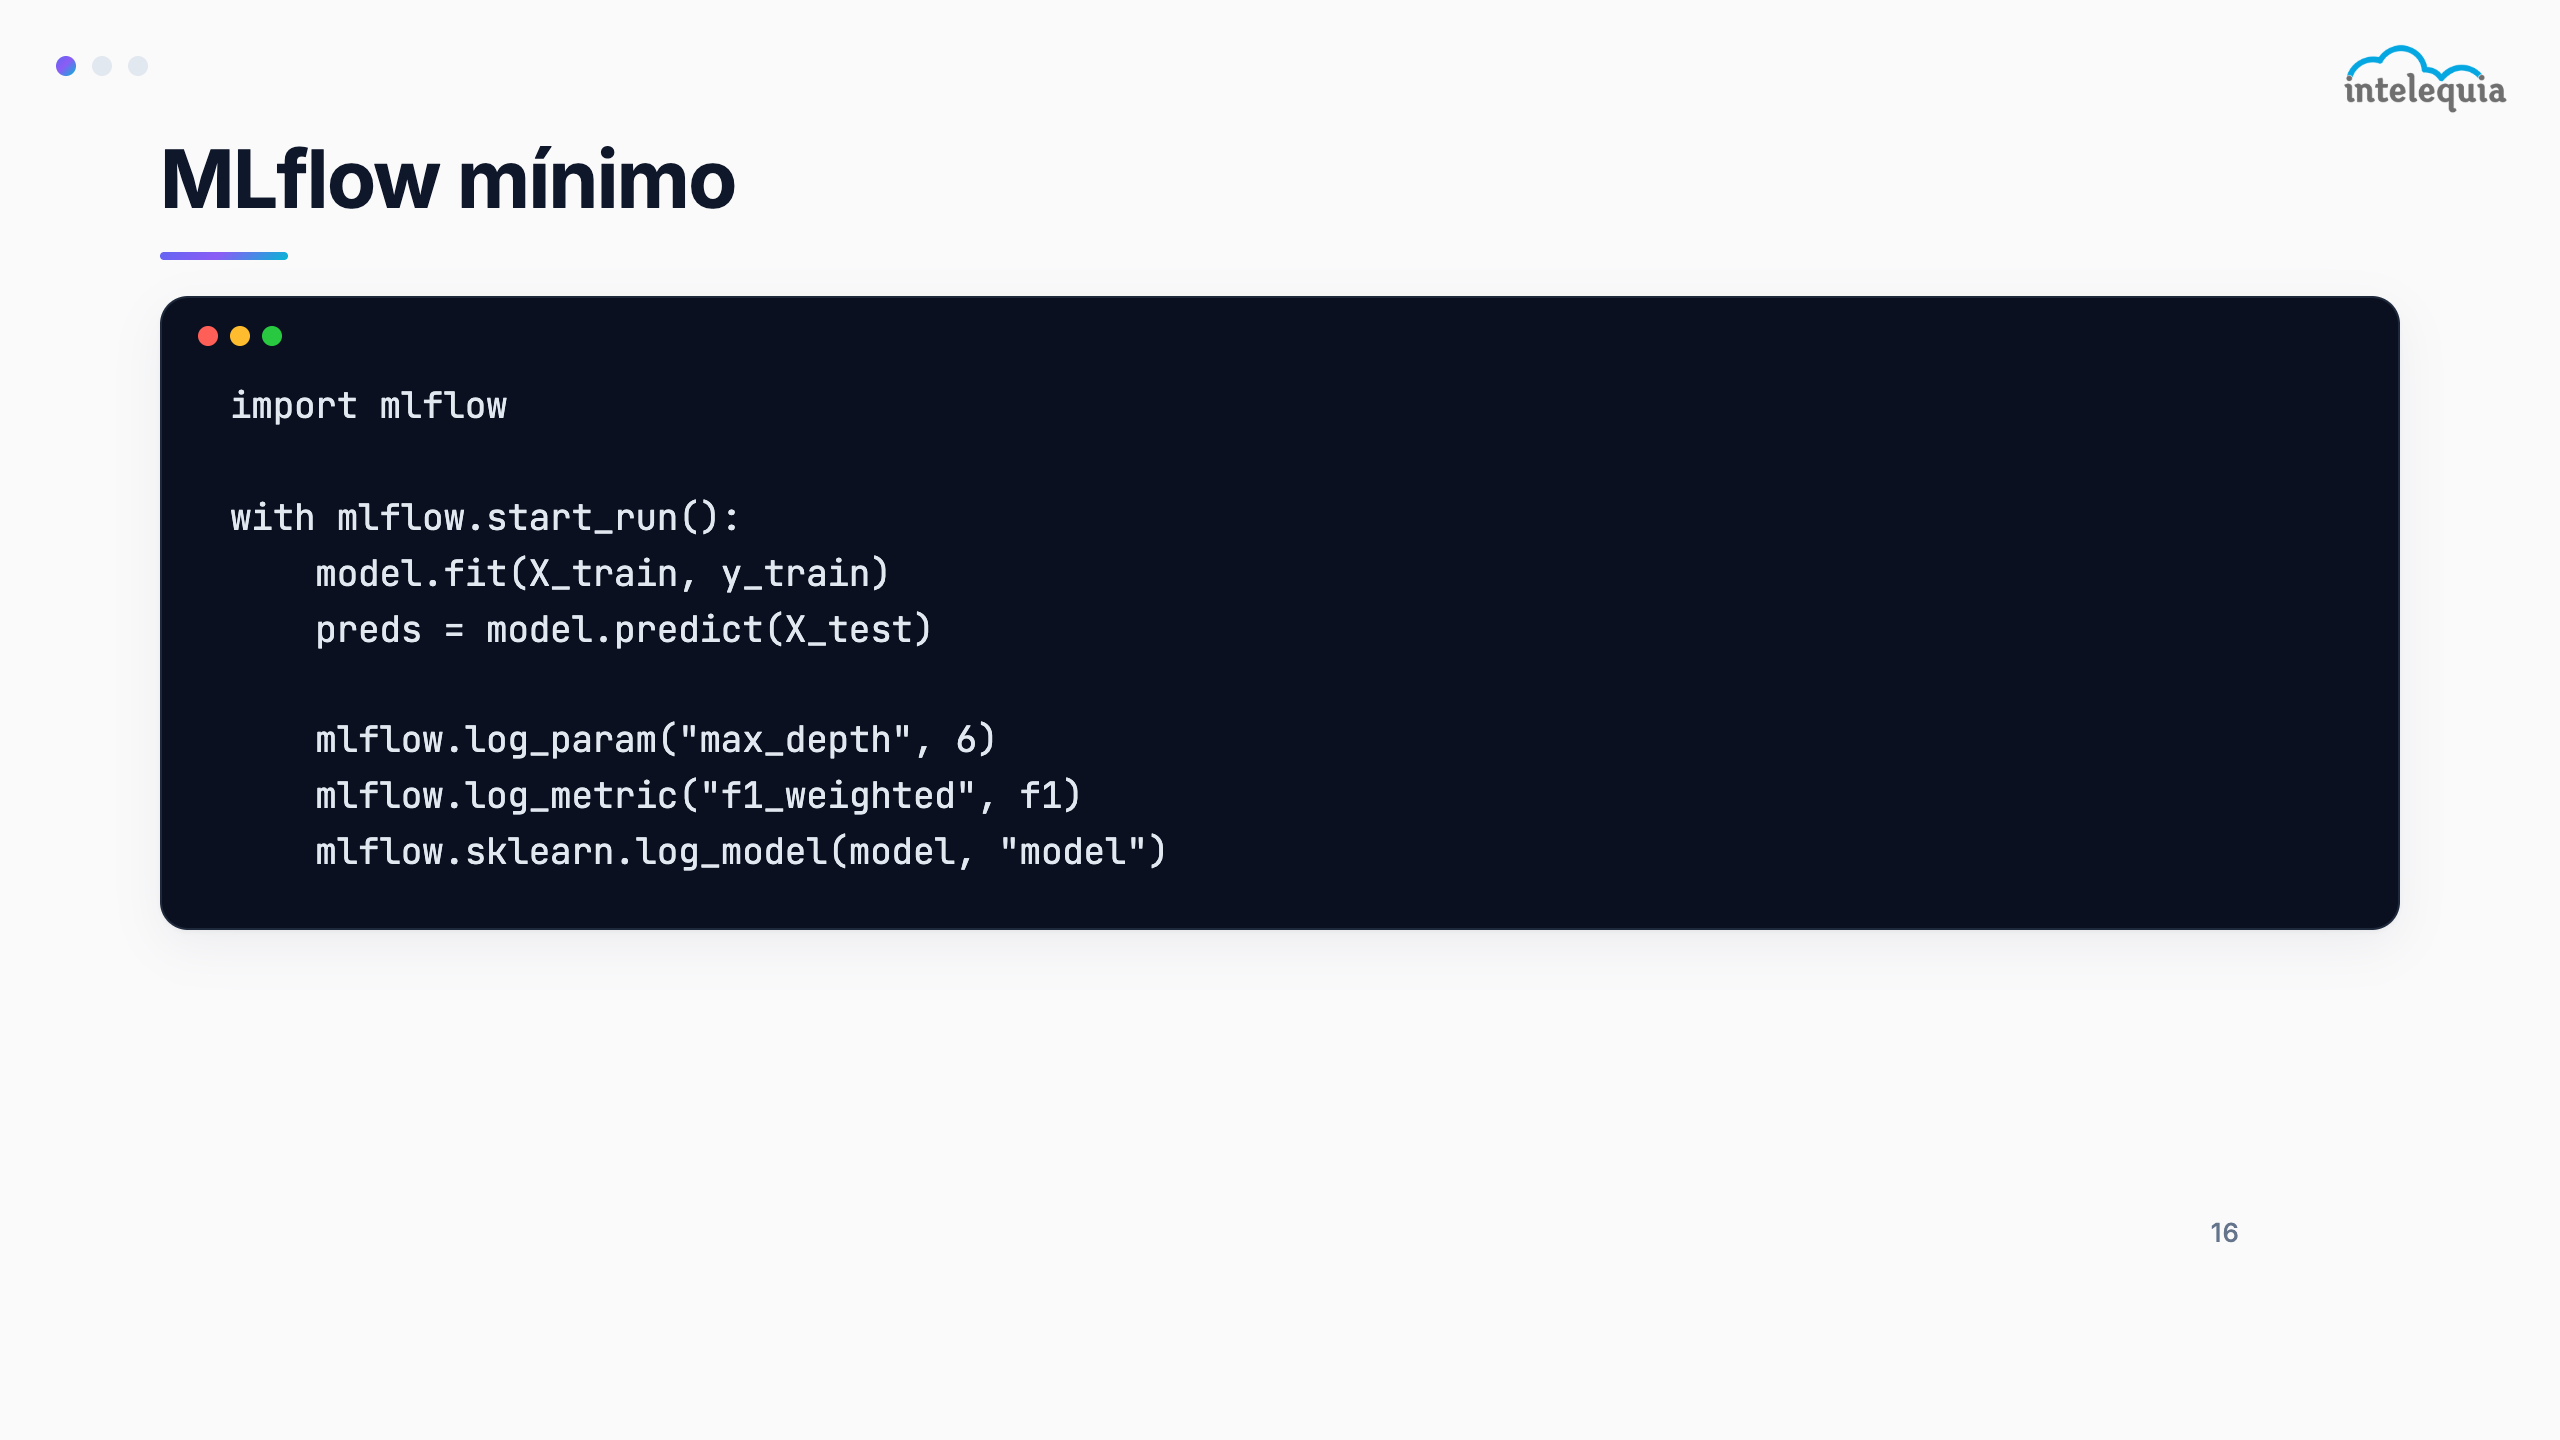 intelequia
MLflow mínimo
import mlflow
with mlflow.start_run():
    model.fit(X_train, y_train)
    preds = model.predict(X_test)
    mlflow.log_param("max_depth", 6)
    mlflow.log_metric("f1_weighted", f1)
    mlflow.sklearn.log_model(model, "model")
16